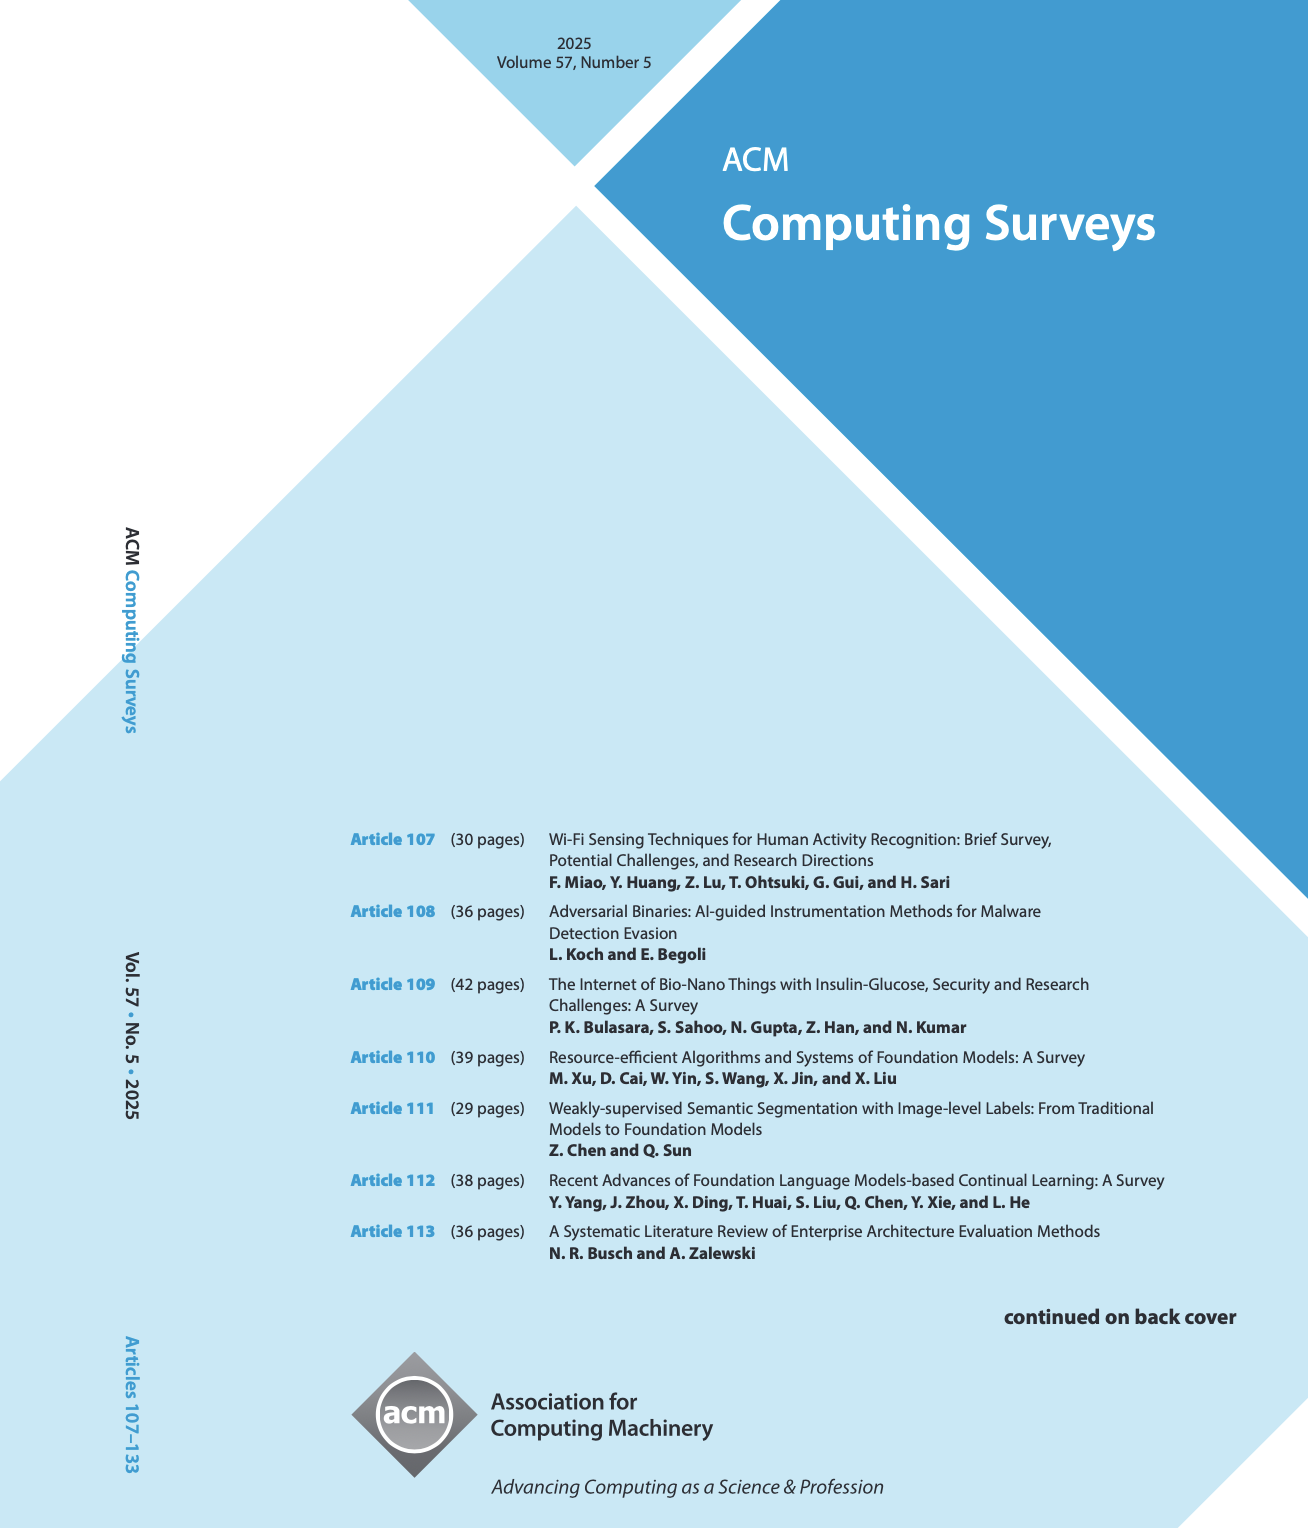 2025
Volume 57, Number 5
ACM
Computing Surveys
ACM Computing Surveys
Vol. 57 • No. 5 • 2025
Articles 107–133
Article 107 (30 pages) Wi-Fi Sensing Techniques for Human Activity Recognition: Brief Survey,
Potential Challenges, and Research Directions
F. Miao, Y. Huang, Z. Lu, T. Ohtsuki, G. Gui, and H. Sari
Article 108 (36 pages) Adversarial Binaries: AI-guided Instrumentation Methods for Malware
Detection Evasion
L. Koch and E. Begoli
Article 109 (42 pages) The Internet of Bio-Nano Things with Insulin-Glucose, Security and Research
Challenges: A Survey
P. K. Bulasara, S. Sahoo, N. Gupta, Z. Han, and N. Kumar
Article 110 (39 pages) Resource-efficient Algorithms and Systems of Foundation Models: A Survey
M. Xu, D. Cai, W. Yin, S. Wang, X. Jin, and X. Liu
Article 111 (29 pages) Weakly-supervised Semantic Segmentation with Image-level Labels: From Traditional
Models to Foundation Models
Z. Chen and Q. Sun
Article 112 (38 pages) Recent Advances of Foundation Language Models-based Continual Learning: A Survey
Y. Yang, J. Zhou, X. Ding, T. Huai, S. Liu, Q. Chen, Y. Xie, and L. He
Article 113 (36 pages) A Systematic Literature Review of Enterprise Architecture Evaluation Methods
N. R. Busch and A. Zalewski
continued on back cover
acm
Association for
Computing Machinery
Advancing Computing as a Science & Profession